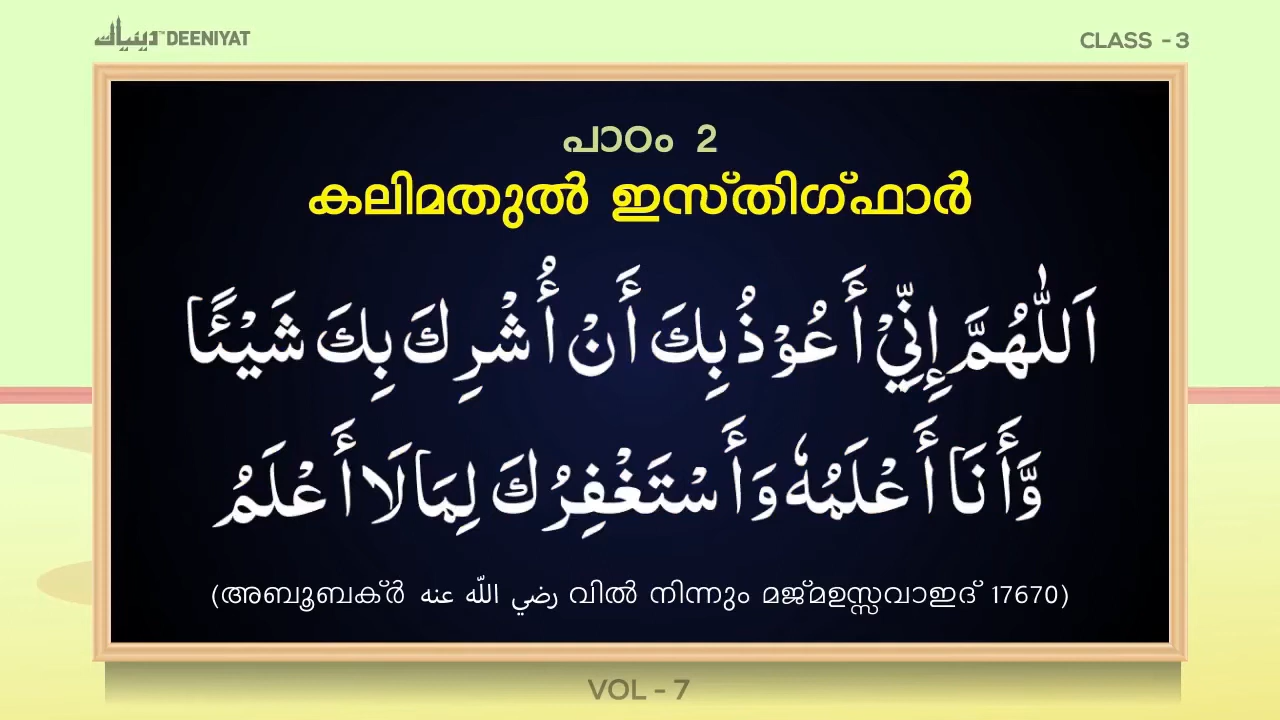 دينيات DEENIYAT
CLASS - 3
പാഠം 2
കലിമതുൽ ഇസ്തിഗ്ഫാർ
اَللّٰهُمَّ إِنِّيْ أَعُوْذُ بِكَ أَنْ أُشْرِكَ بِكَ شَيْئًا
وَّأَنَا أَعْلَمُهٗ وَأَسْتَغْفِرُكَ لِمَا لَا أَعْلَمُ
(അബൂബക്ർ رضي الله عنه വിൽ നിന്നും മജ്മഉസ്സവാഇദ് 17670)
VOL - 7